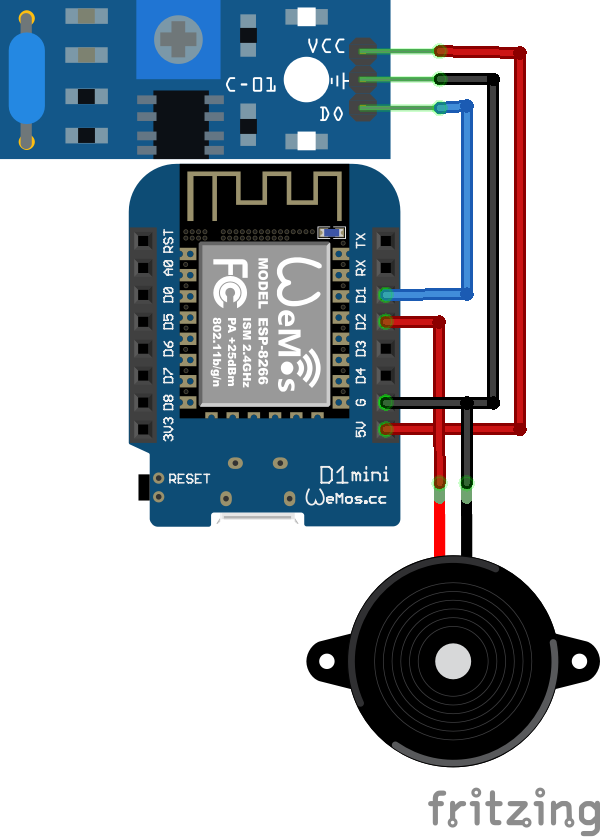 VCC
C-01
D0
RST
A0
D0
D5
D6
D7
D8
3V3
TX
RX
D1
D2
D3
D4
G
5V
WeMos
MODEL ESP-8266
FC
ISM 2.4GHz
PA +25dBm
802.11b/g/n
RESET
D1mini
WeMos.cc
fritzing